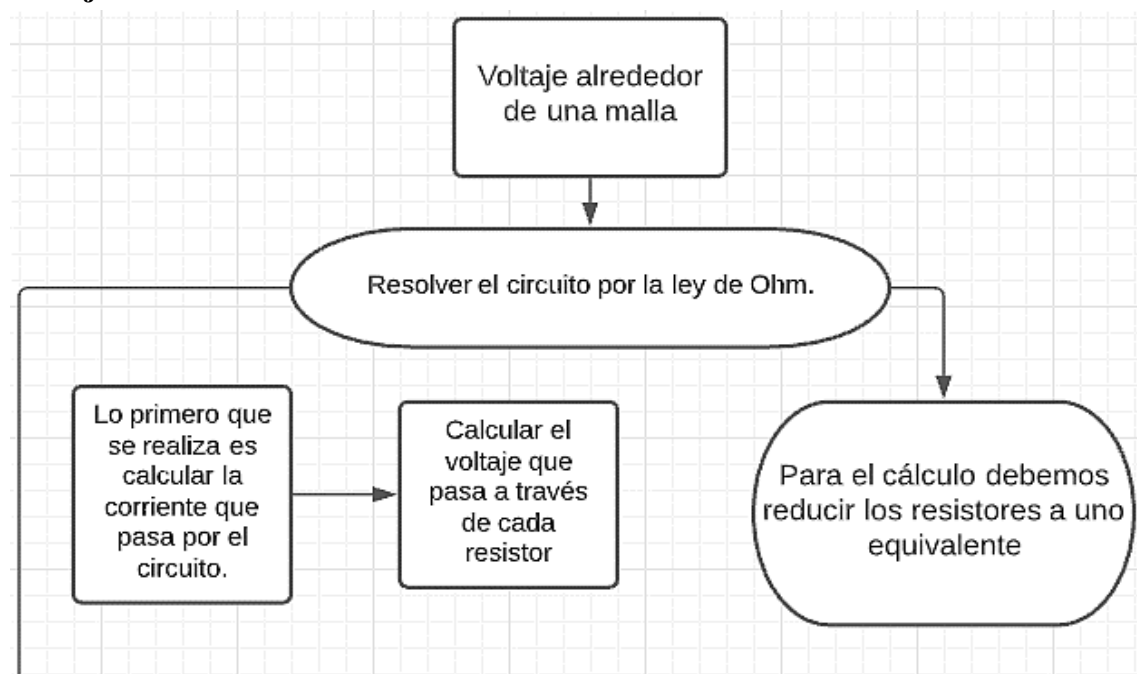 Voltaje alrededor
de una malla
Resolver el circuito por la ley de Ohm.
Lo primero que
se realiza es
calcular la
corriente que
pasa por el
circuito.
Calcular el
voltaje que
pasa a través
de cada
resistor
Para el cálculo debemos
reducir los resistores a uno
equivalente